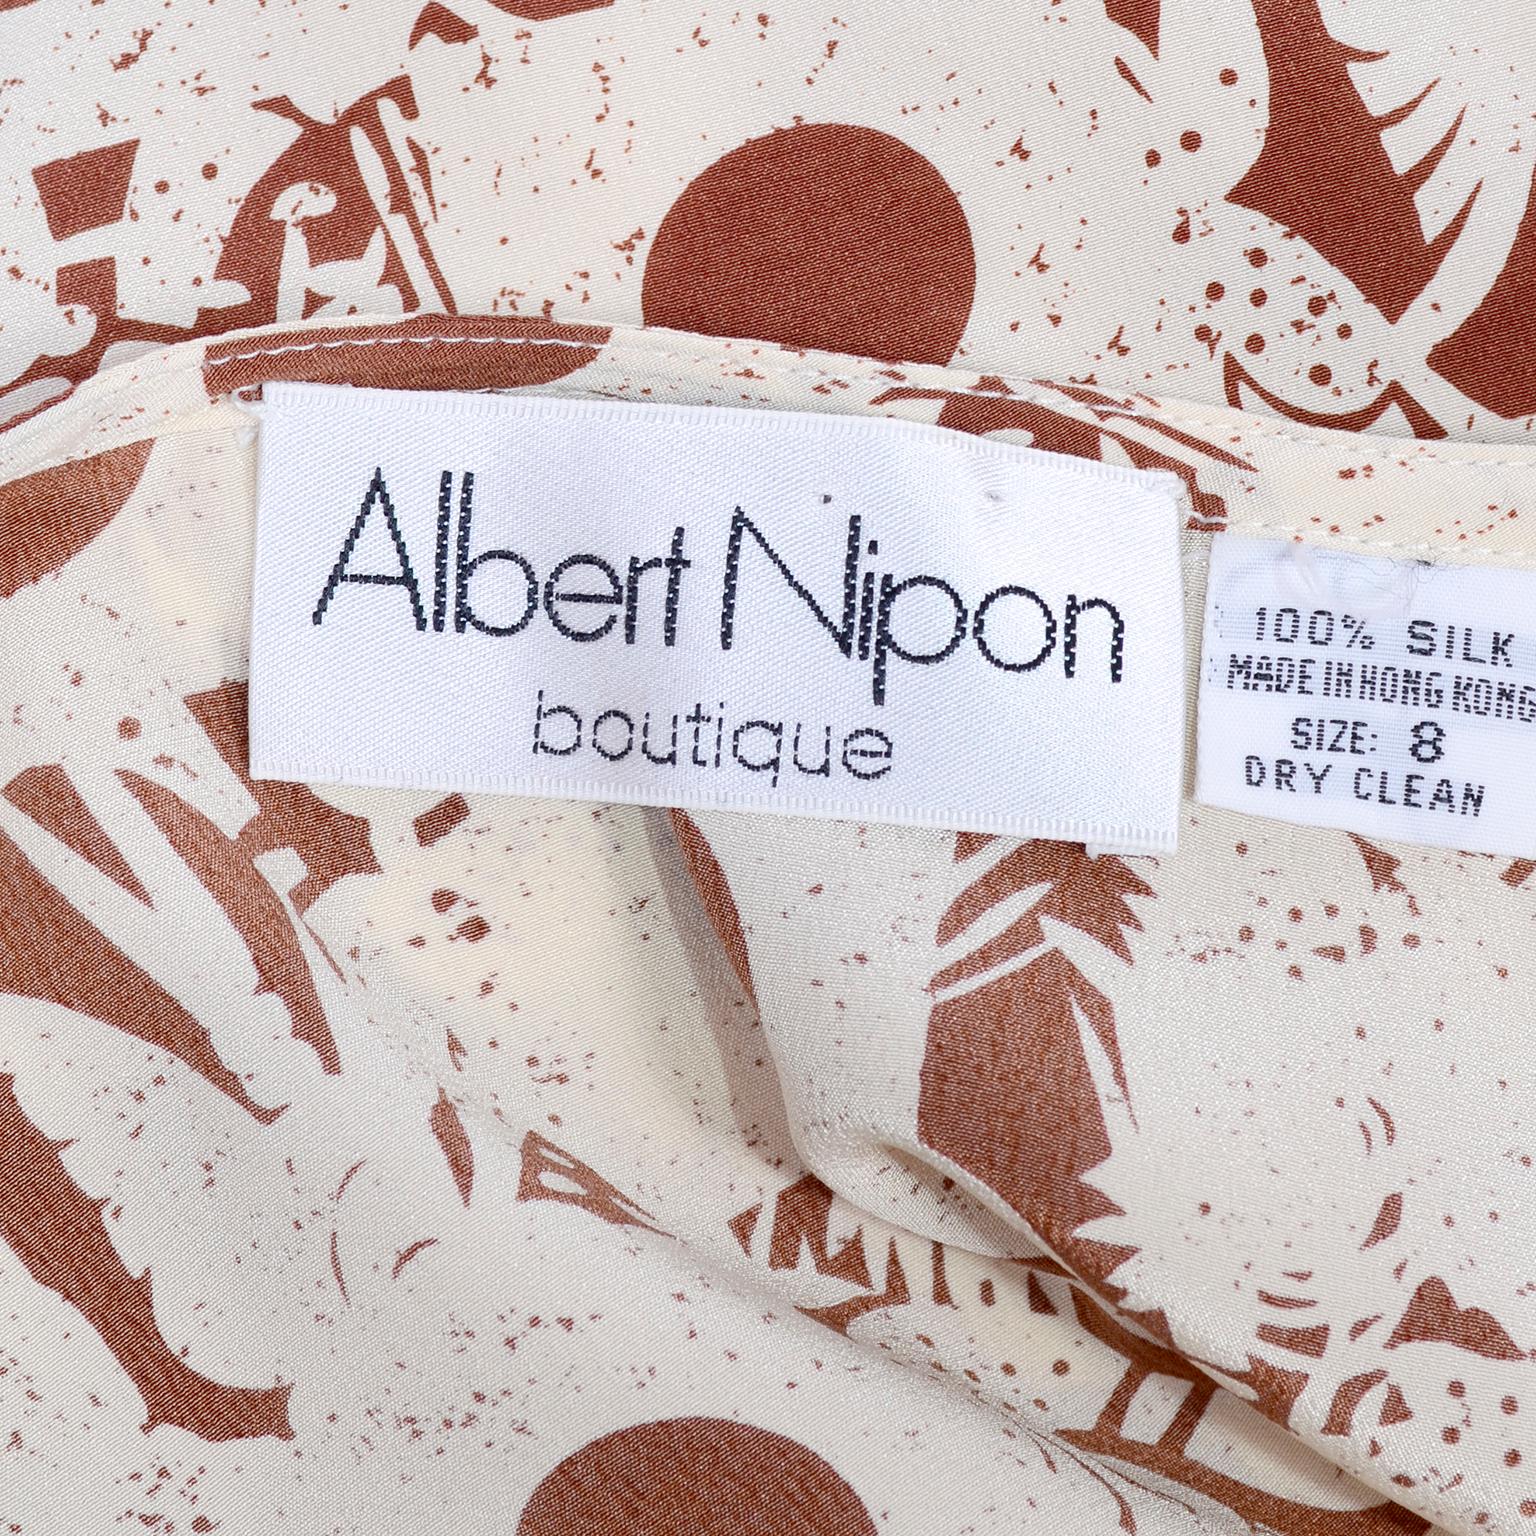 Albert Nipon
boutique
100% SILK
MADE IN HONG KONG
SIZE: 8
DRY CLEAN